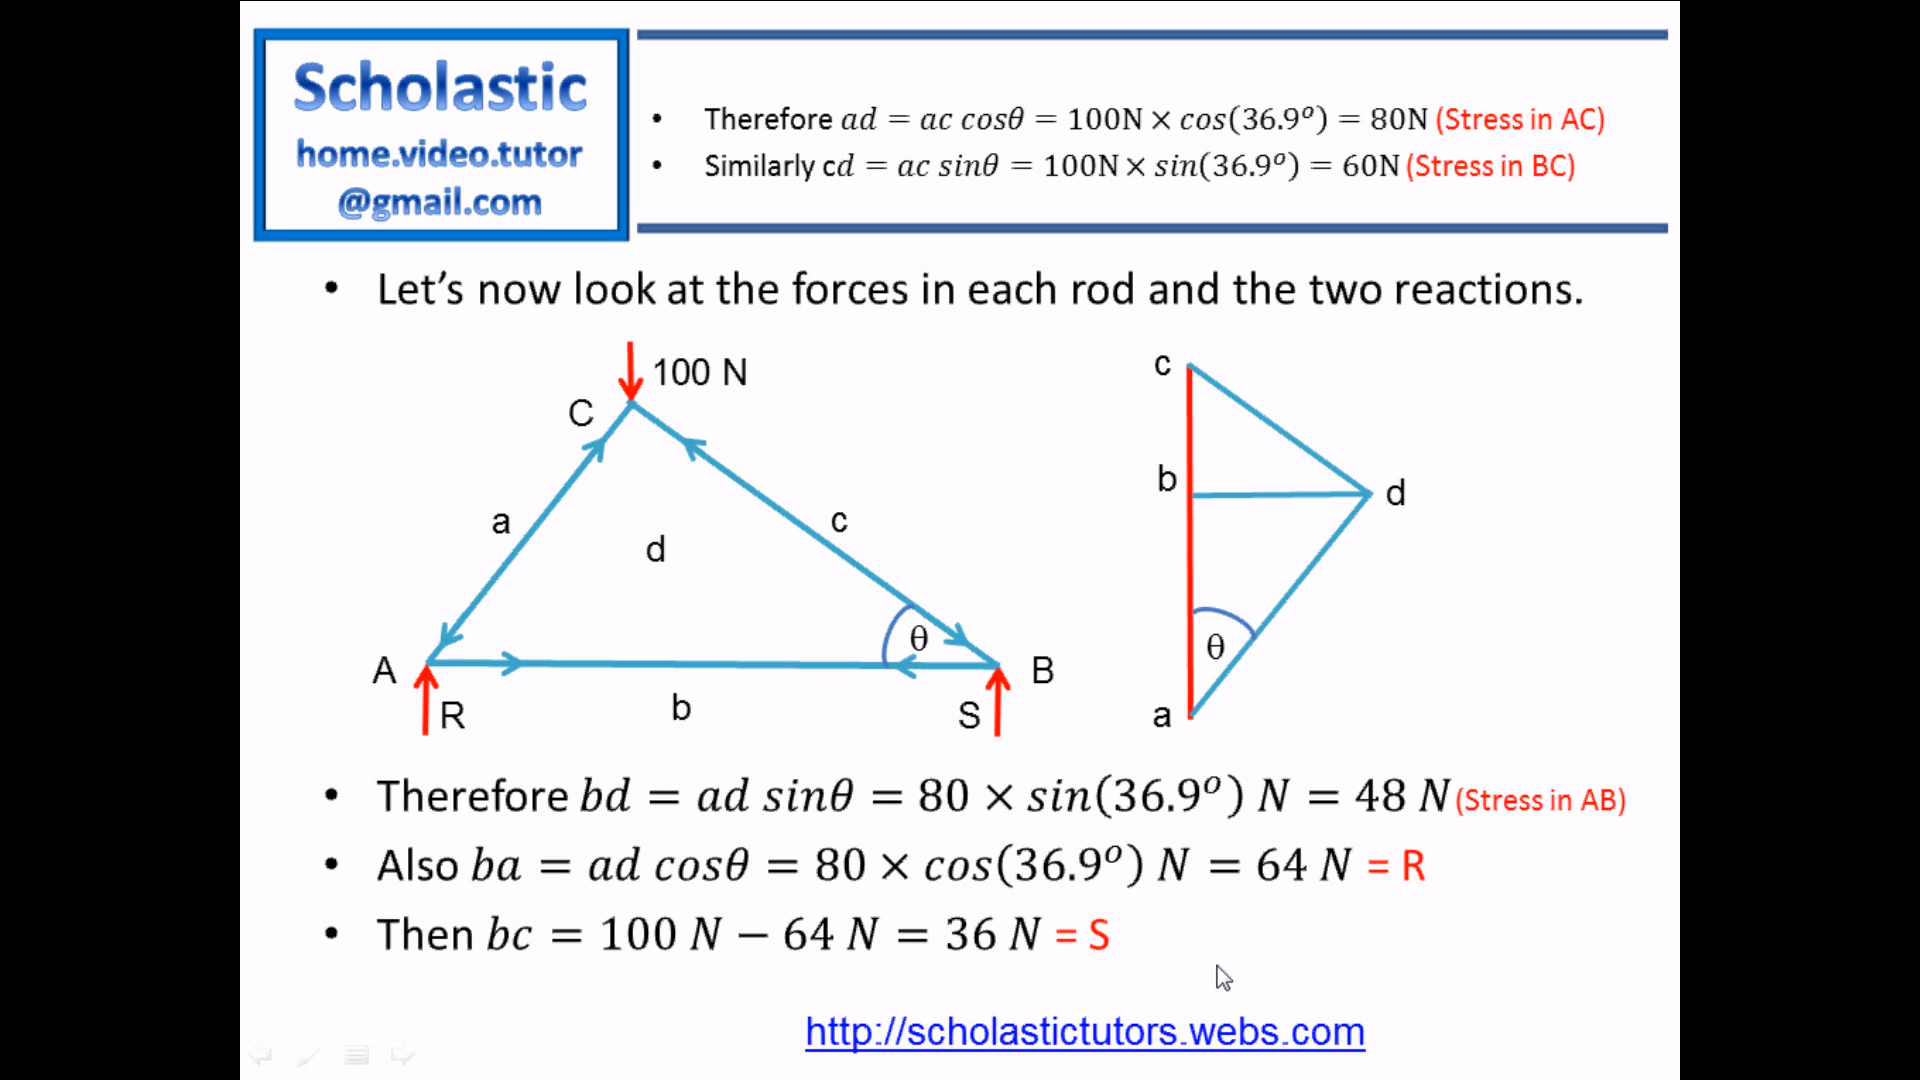 Scholastic
home.video.tutor
@gmail.com
• Therefore ad = ac cosθ = 100N × cos(36.9°) = 80N (Stress in AC)
• Similarly cd = ac sinθ = 100N × sin(36.9°) = 60N (Stress in BC)
• Let's now look at the forces in each rod and the two reactions.
100 N
C
a
c
d
θ
A
B
R
b
S
c
b
d
θ
a
• Therefore bd = ad sinθ = 80 × sin(36.9°) N = 48 N (Stress in AB)
• Also ba = ad cosθ = 80 × cos(36.9°) N = 64 N = R
• Then bc = 100 N − 64 N = 36 N = S
http://scholastictutors.webs.com